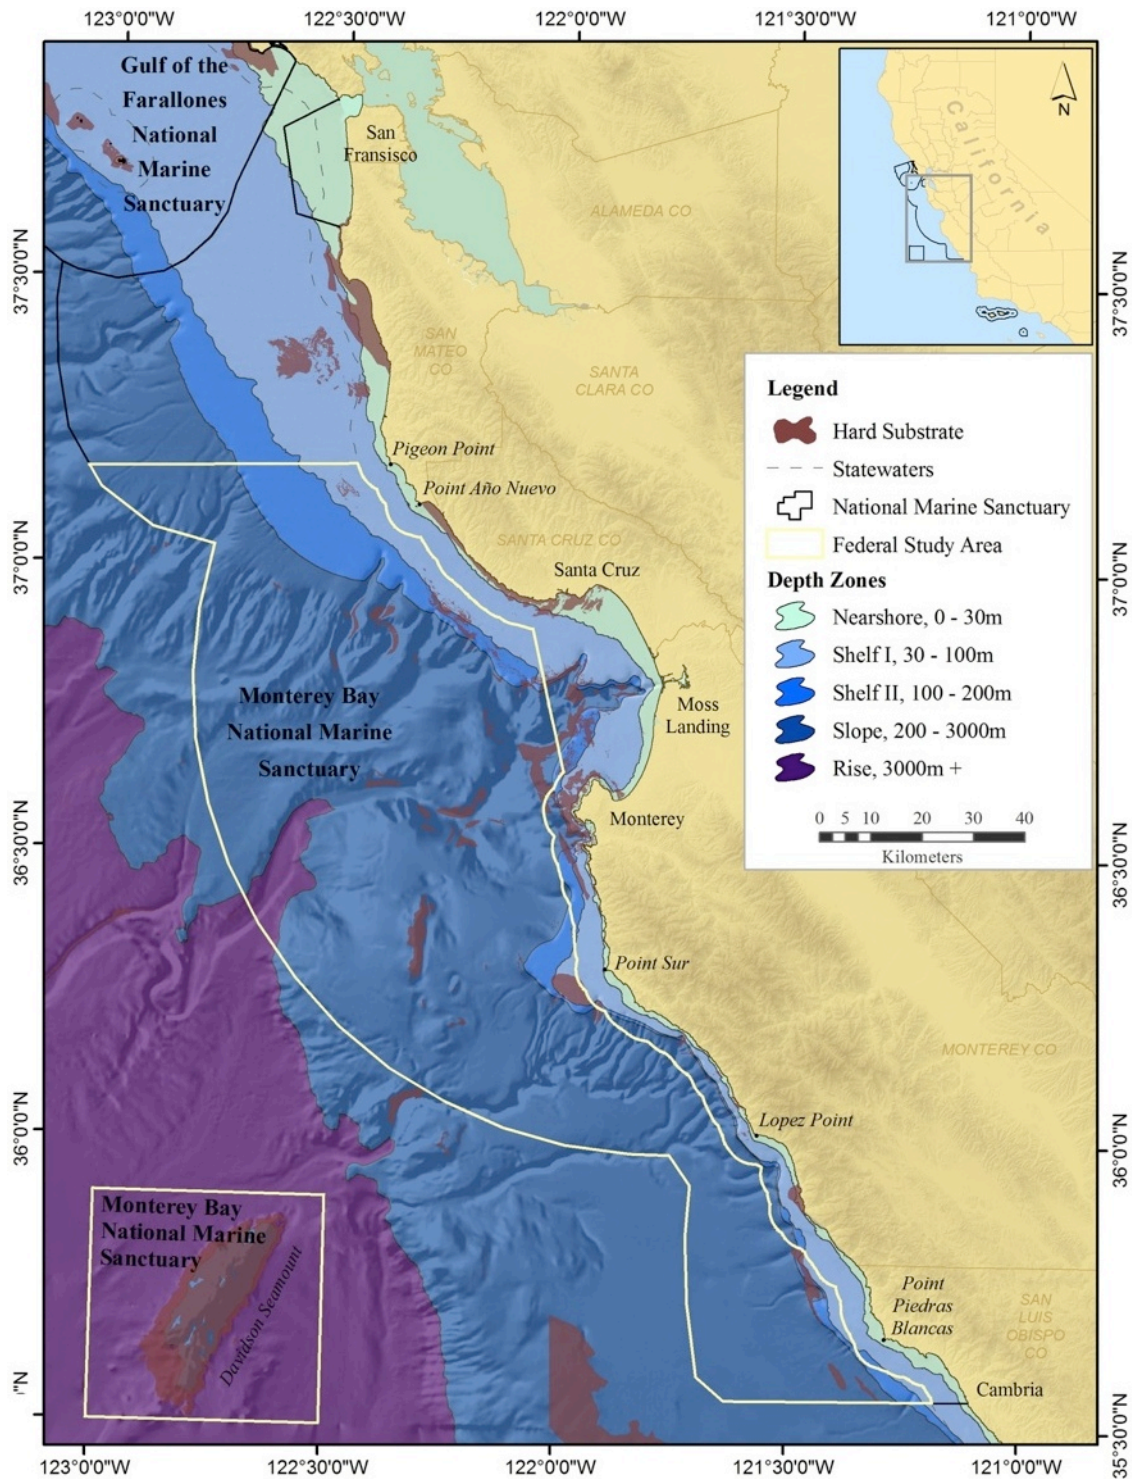 123°0'0"W
122°30'0"W
122°0'0"W
121°30'0"W
121°0'0"W
Gulf of the
Farallones
National
Marine
Sanctuary
San
Fransisco
ALAMEDA CO
California
N
37°30'0"N
37°30'0"N
SAN
MATEO
CO
SANTA
CLARA CO
Legend
Hard Substrate
Statewaters
National Marine Sanctuary
Federal Study Area
Depth Zones
Nearshore, 0 - 30m
Shelf I, 30 - 100m
Shelf II, 100 - 200m
Slope, 200 - 3000m
Rise, 3000m +
0 5 10 20 30 40
Kilometers
Pigeon Point
Point Año Nuevo
SANTA CRUZ CO
Santa Cruz
37°0'0"N
37°0'0"N
Monterey Bay
National Marine
Sanctuary
Moss
Landing
Monterey
36°30'0"N
36°30'0"N
Point Sur
MONTEREY CO
Lopez Point
36°0'0"N
36°0'0"N
Monterey Bay
National Marine
Sanctuary
Davidson Seamount
Point
Piedras
Blancas
SAN
LUIS
OBISPO
CO
Cambria
"N
35°30'0"N
123°0'0"W
122°30'0"W
122°0'0"W
121°30'0"W
121°0'0"W